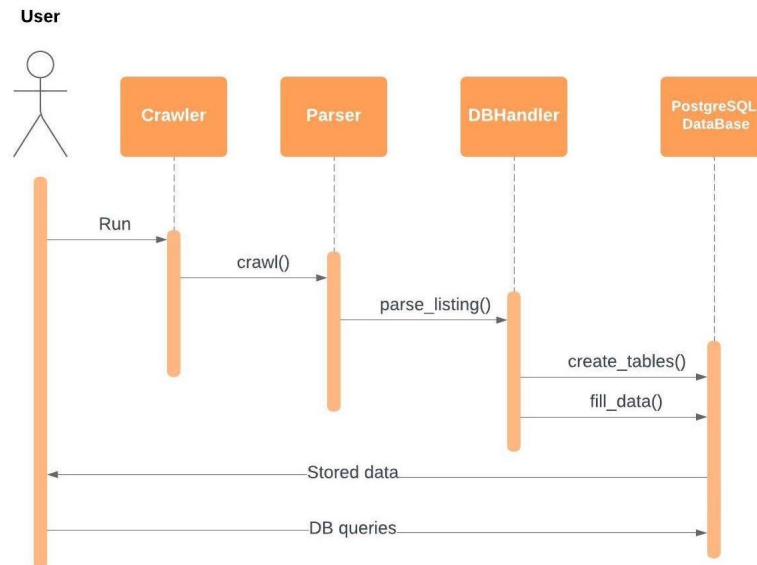 User
Crawler
Parser
DBHandler
PostgreSQL
DataBase
Run
crawl()
parse_listing()
create_tables()
fill_data()
Stored data
DB queries